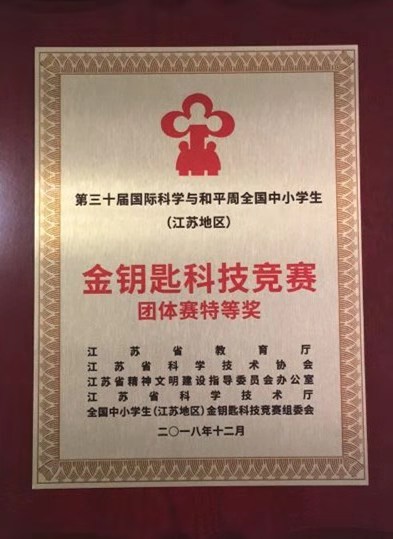 第三十届国际科学与和平周全国中小学生
（江苏地区）
金钥匙科技竞赛
团体赛特等奖
江苏省教育厅
江苏省科学技术协会
江苏省精神文明建设指导委员会办公室
江苏省科学技术厅
全国中小学生（江苏地区）金钥匙科技竞赛组委会
二〇一八年十二月